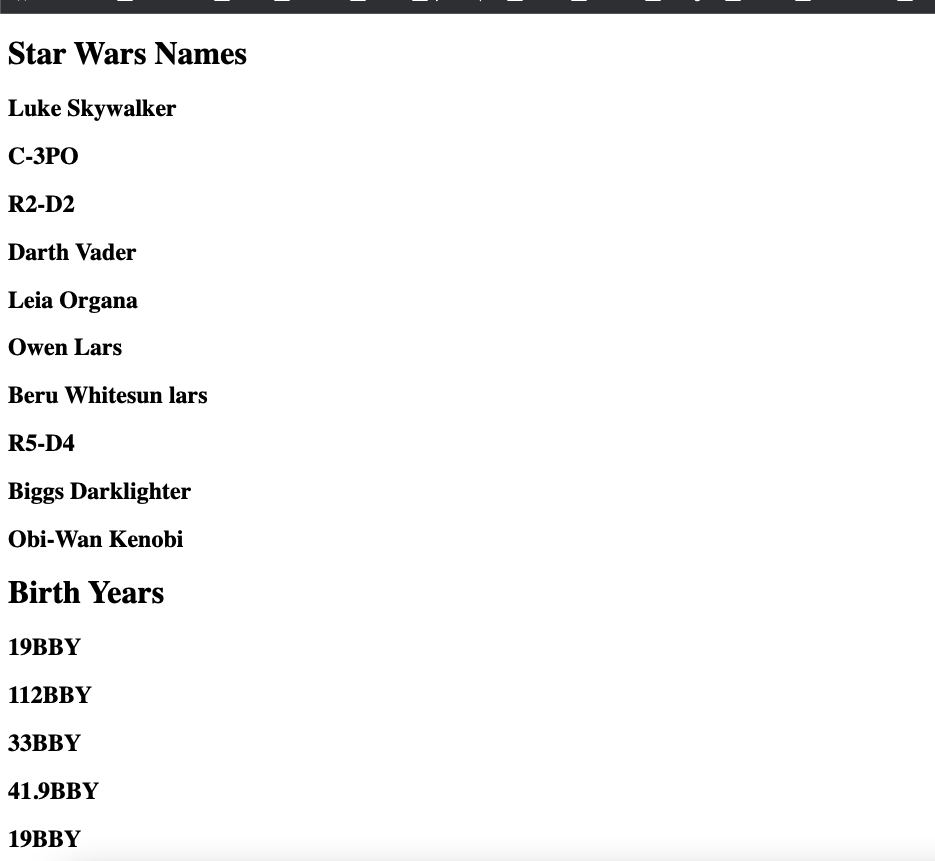 Star Wars Names
Luke Skywalker
C-3PO
R2-D2
Darth Vader
Leia Organa
Owen Lars
Beru Whitesun lars
R5-D4
Biggs Darklighter
Obi-Wan Kenobi
Birth Years
19BBY
112BBY
33BBY
41.9BBY
19BBY